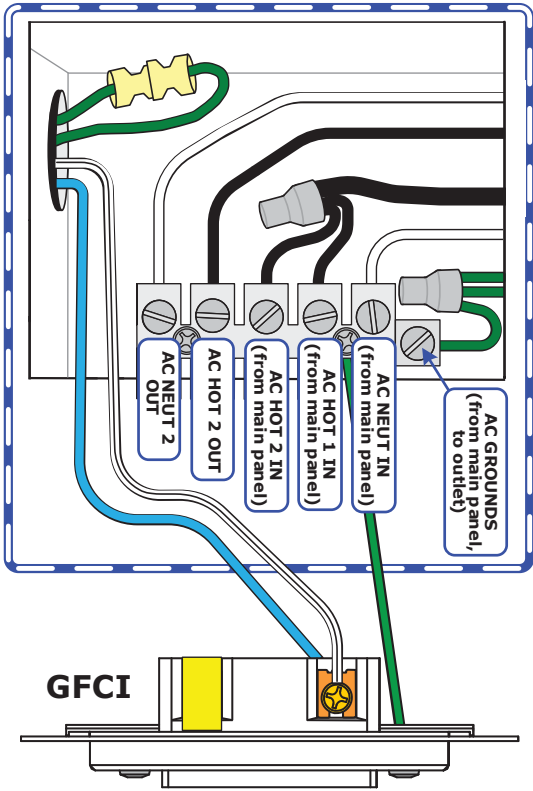 AC NEUT 2
OUT
AC HOT 2 OUT
AC HOT 2 IN
(from main panel)
AC HOT 1 IN
(from main panel)
AC NEUT IN
(from main panel)
AC GROUNDS
(from main panel,
to outlet)
GFCI